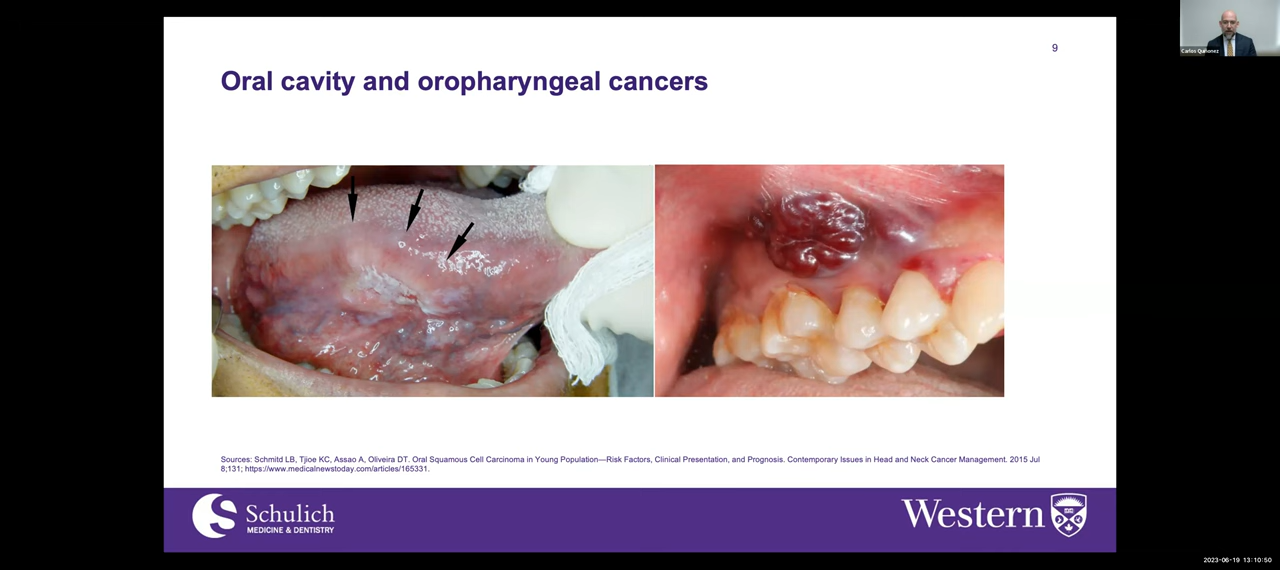 Carlos Quiñonez
9
Oral cavity and oropharyngeal cancers
Sources: Schmitd LB, Tjioe KC, Assao A, Oliveira DT. Oral Squamous Cell Carcinoma in Young Population—Risk Factors, Clinical Presentation, and Prognosis. Contemporary Issues in Head and Neck Cancer Management. 2015 Jul
8;131; https://www.medicalnewstoday.com/articles/165331.
Schulich
MEDICINE & DENTISTRY
Western
2023-06-19 13:10:50